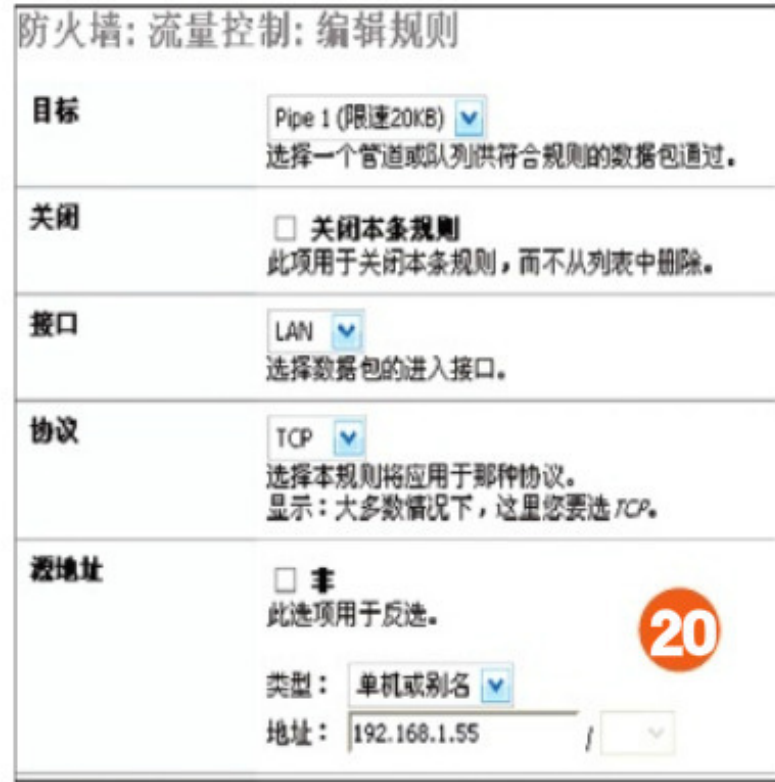 防火墙: 流量控制: 编辑规则
目标
Pipe 1 (限速20KB)
选择一个管道或队列供符合规则的数据包通过。
关闭
关闭本条规则
此项用于关闭本条规则，而不从列表中删除。
接口
LAN
选择数据包的进入接口。
协议
TCP
选择本规则将应用于那种协议。
显示：大多数情况下，这里您要选TCP。
源地址
非
此选项用于反选。
20
类型： 单机或别名
地址： 192.168.1.55 /